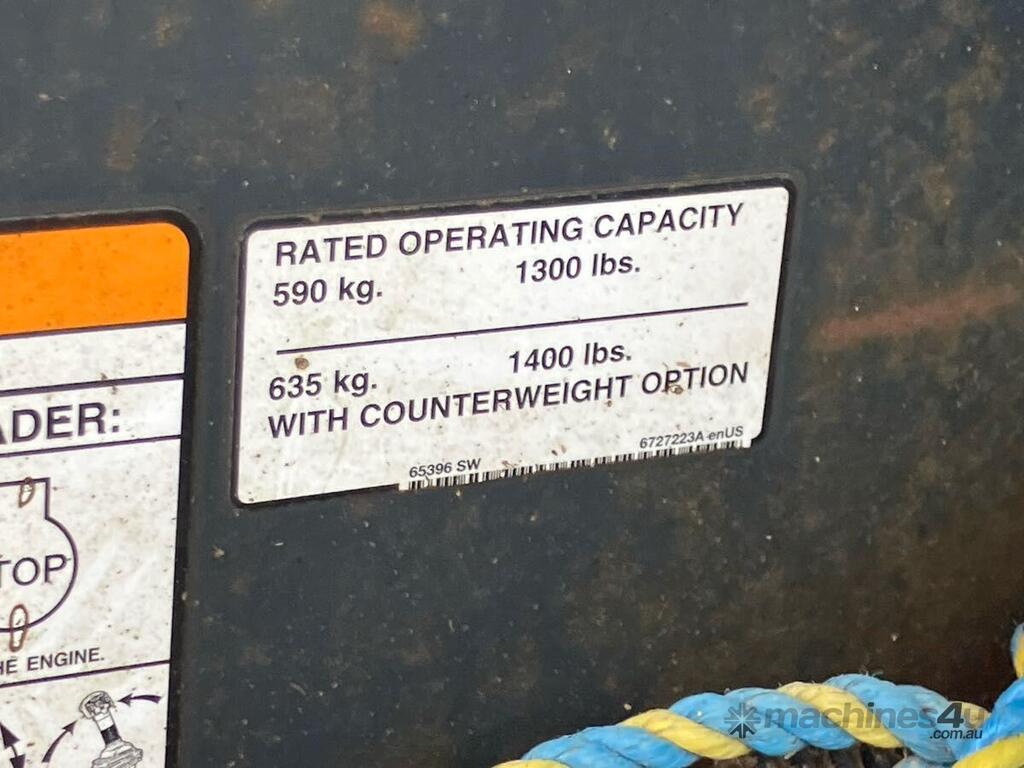 RATED OPERATING CAPACITY
590 kg. 1300 lbs.
635 kg. 1400 lbs.
WITH COUNTERWEIGHT OPTION
65396 SW 6727223A enUS
ADER:
TOP
HE ENGINE.
machines4u
.com.au